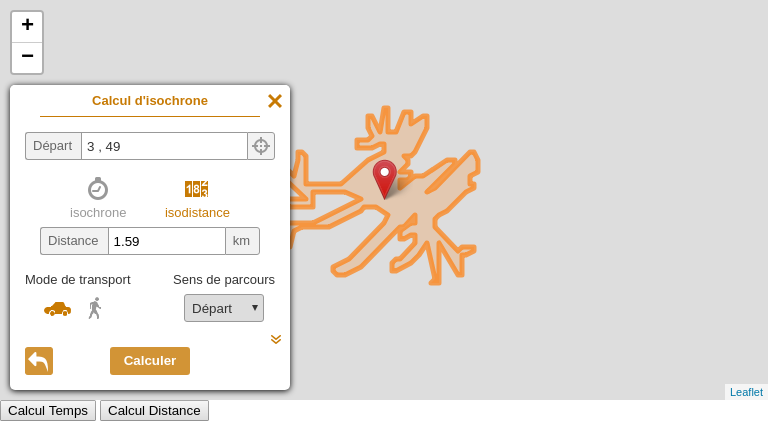 +
−
Calcul d'isochrone
Départ 3 , 49
isochrone isodistance
Distance 1.59 km
Mode de transport Sens de parcours
Départ
Calculer
Leaflet
Calcul Temps Calcul Distance